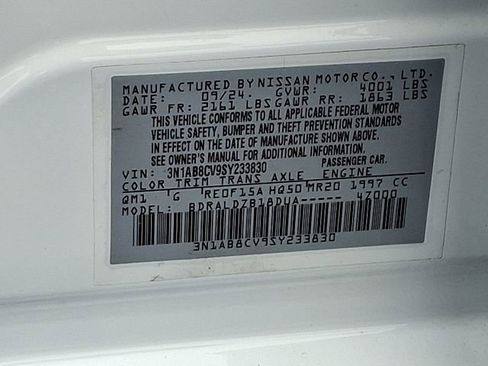 MANUFACTURED BY NISSAN MOTOR CO., LTD.
DATE: 09/24 GVWR: 4001 LBS
GAWR FR: 2161 LBS GAWR RR: 1863 LBS
THIS VEHICLE CONFORMS TO ALL APPLICABLE FEDERAL MOTOR
VEHICLE SAFETY, BUMPER AND THEFT PREVENTION STANDARDS
IN EFFECT ON THE DATE OF MANUFACTURE SHOWN ABOVE.
SEE OWNER'S MANUAL FOR ADDITIONAL INFORMATION
VIN: 3N1AB8CV9SY233830 PASSENGER CAR.
COLOR TRIM TRANS AXLE ENGINE
QM1 G RE0F15A HQ50 MR20 1997 CC
MODEL: BDRALDZB18DUA----- 4Z000
3N1AB8CV9SY233830